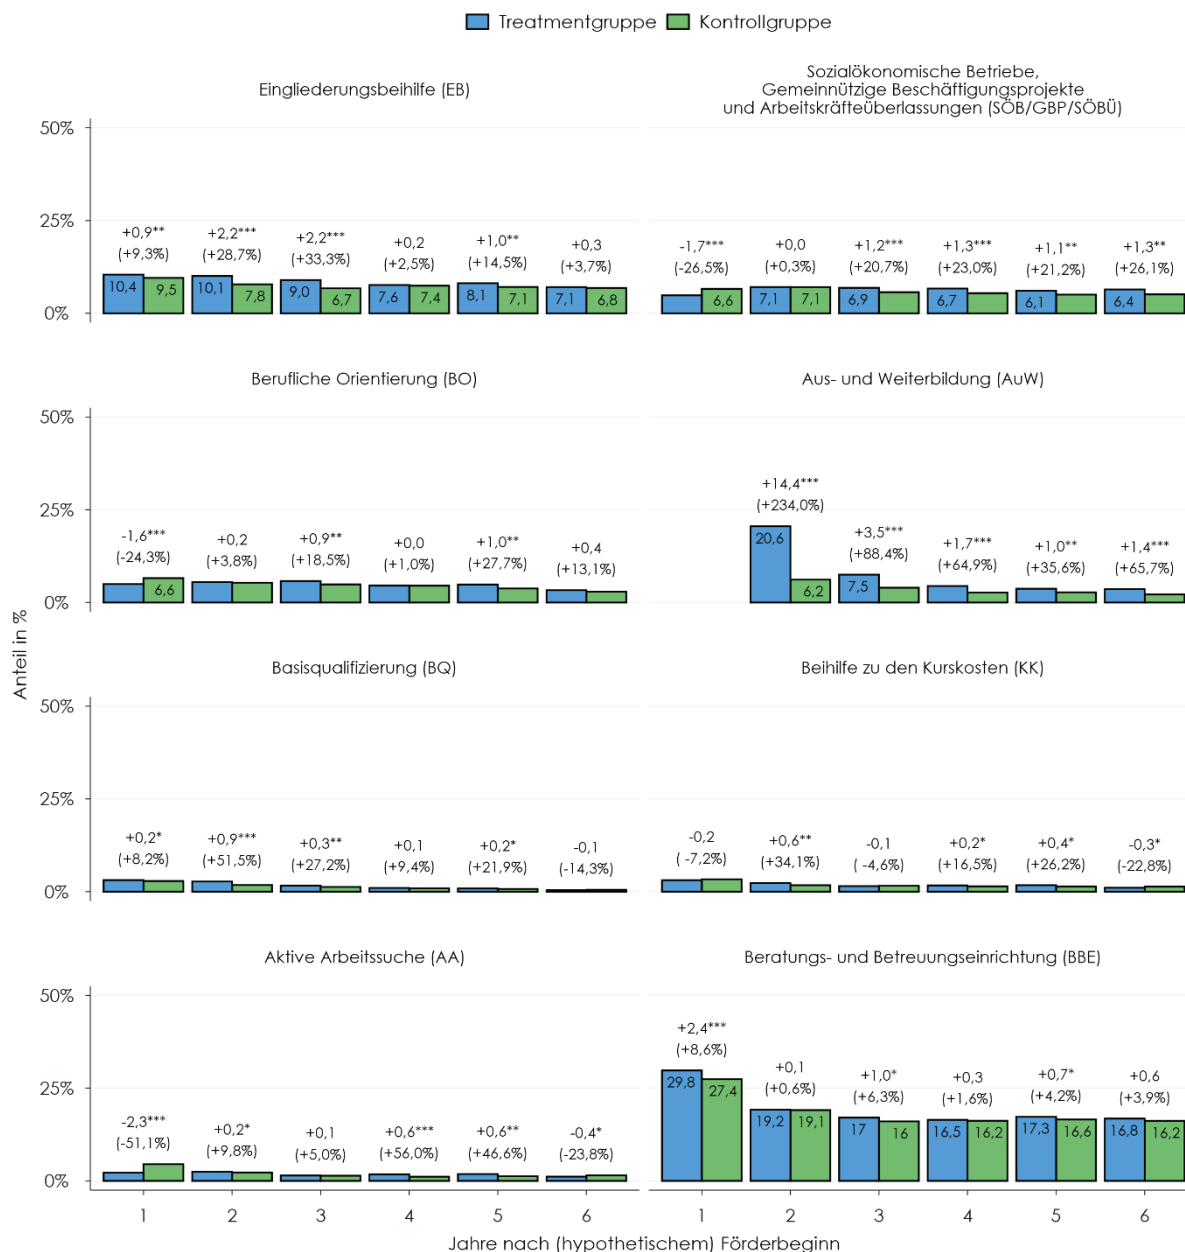 Treatmentgruppe Kontrollgruppe
Eingliederungsbeihilfe (EB)
50%
25%
0%
+0,9** +2,2*** +2,2*** +0,2 +1,0** +0,3
(+9,3%) (+28,7%) (+33,3%) (+2,5%) (+14,5%) (+3,7%)
10,4 9,5 10,1 7,8 9,0 6,7 7,6 7,4 8,1 7,1 7,1 6,8
Sozialökonomische Betriebe,
Gemeinnützige Beschäftigungsprojekte
und Arbeitskräfteüberlassungen (SÖB/GBP/SÖBÜ)
-1,7*** +0,0 +1,2*** +1,3*** +1,1** +1,3**
(-26,5%) (+0,3%) (+20,7%) (+23,0%) (+21,2%) (+26,1%)
6,6 7,1 7,1 6,9 6,7 6,1 6,4
Berufliche Orientierung (BO)
50%
25%
0%
-1,6*** +0,2 +0,9** +0,0 +1,0** +0,4
(-24,3%) (+3,8%) (+18,5%) (+1,0%) (+27,7%) (+13,1%)
6,6
Aus- und Weiterbildung (AuW)
+14,4*** +3,5*** +1,7*** +1,0** +1,4***
(+234,0%) (+88,4%) (+64,9%) (+35,6%) (+65,7%)
20,6 6,2 7,5
Anteil in %
Basisqualifizierung (BQ)
50%
25%
0%
+0,2* +0,9*** +0,3** +0,1 +0,2* -0,1
(+8,2%) (+51,5%) (+27,2%) (+9,4%) (+21,9%) (-14,3%)
Beihilfe zu den Kurskosten (KK)
-0,2 +0,6** -0,1 +0,2* +0,4* -0,3*
( -7,2%) (+34,1%) ( -4,6%) (+16,5%) (+26,2%) (-22,8%)
Aktive Arbeitssuche (AA)
50%
25%
0%
-2,3*** +0,2* +0,1 +0,6*** +0,6** -0,4*
(-51,1%) (+9,8%) (+5,0%) (+56,0%) (+46,6%) (-23,8%)
1 2 3 4 5 6
Beratungs- und Betreuungseinrichtung (BBE)
+2,4*** +0,1 +1,0* +0,3 +0,7* +0,6
(+8,6%) (+0,6%) (+6,3%) (+1,6%) (+4,2%) (+3,9%)
29,8 27,4 19,2 19,1 17 16 16,5 16,2 17,3 16,6 16,8 16,2
1 2 3 4 5 6
Jahre nach (hypothetischem) Förderbeginn